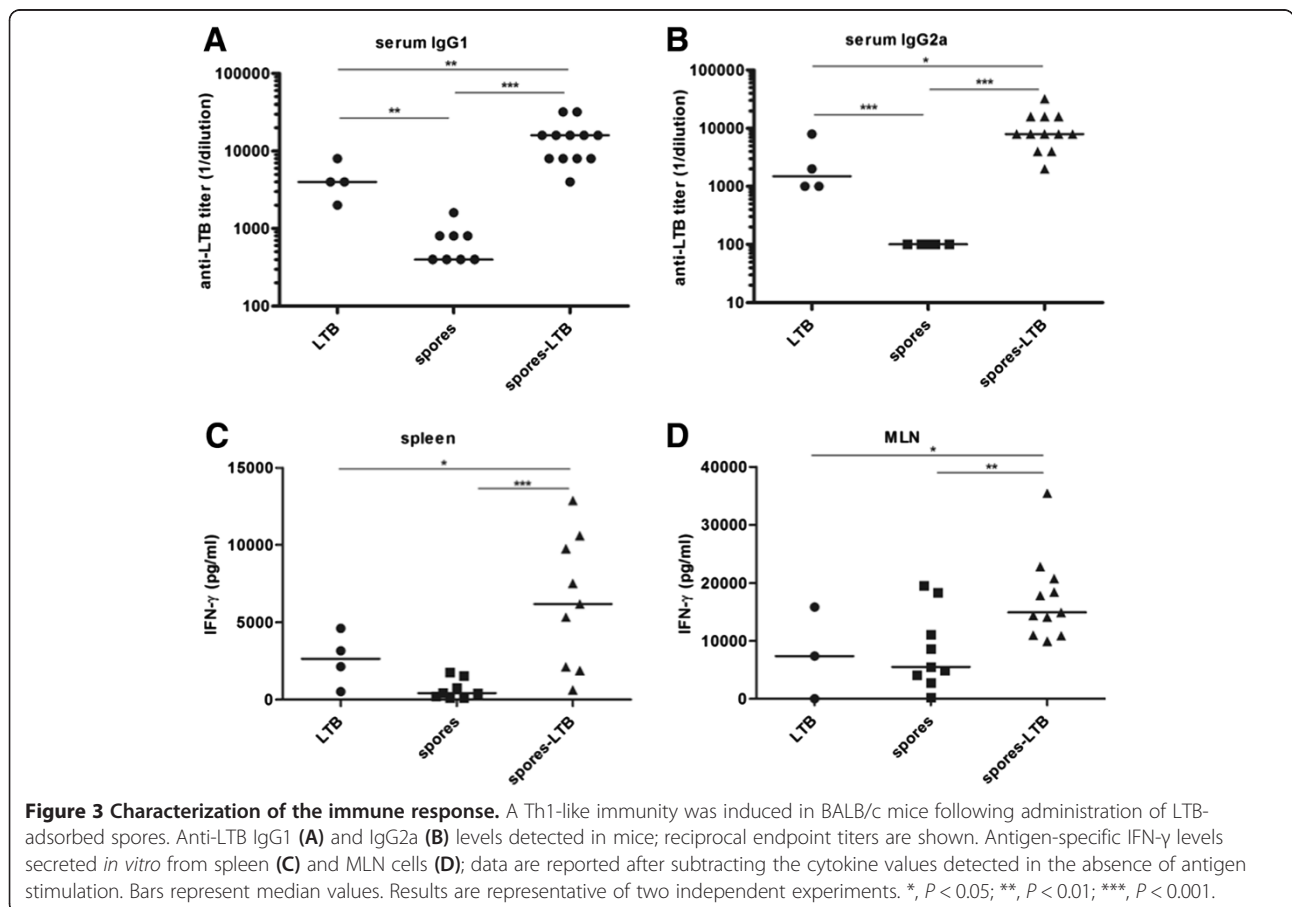 A
serum IgG1
**
***
**
100000
10000
1000
100
anti-LTB titer (1/dilution)
LTB
spores
spores-LTB
B
serum IgG2a
*
***
***
100000
10000
1000
100
10
anti-LTB titer (1/dilution)
LTB
spores
spores-LTB
C
spleen
*
***
15000
10000
5000
0
IFN-γ (pg/ml)
LTB
spores
spores-LTB
D
MLN
*
**
40000
30000
20000
10000
0
IFN-γ (pg/ml)
LTB
spores
spores-LTB
Figure 3 Characterization of the immune response. A Th1-like immunity was induced in BALB/c mice following administration of LTB-
adsorbed spores. Anti-LTB IgG1 (A) and IgG2a (B) levels detected in mice; reciprocal endpoint titers are shown. Antigen-specific IFN-γ levels
secreted in vitro from spleen (C) and MLN cells (D); data are reported after subtracting the cytokine values detected in the absence of antigen
stimulation. Bars represent median values. Results are representative of two independent experiments. *, P < 0.05; **, P < 0.01; ***, P < 0.001.